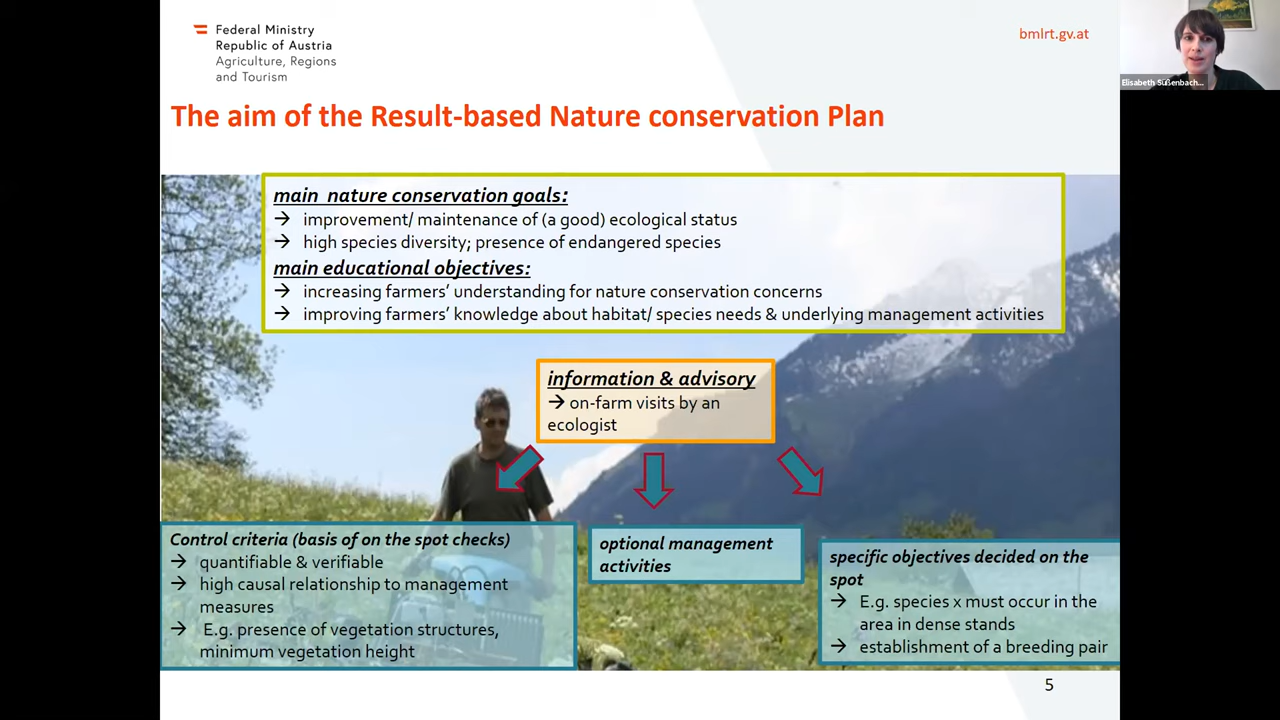 Federal Ministry
Republic of Austria
Agriculture, Regions
and Tourism
bmlrt.gv.at
Elisabeth Süßenbach...
The aim of the Result-based Nature conservation Plan
main nature conservation goals:
→ improvement/ maintenance of (a good) ecological status
→ high species diversity; presence of endangered species
main educational objectives:
→ increasing farmers’ understanding for nature conservation concerns
→ improving farmers’ knowledge about habitat/ species needs & underlying management activities
information & advisory
→ on-farm visits by an
ecologist
Control criteria (basis of on the spot checks)
→ quantifiable & verifiable
→ high causal relationship to management
measures
→ E.g. presence of vegetation structures,
minimum vegetation height
optional management
activities
specific objectives decided on the
spot
→ E.g. species x must occur in the
area in dense stands
→ establishment of a breeding pair
5